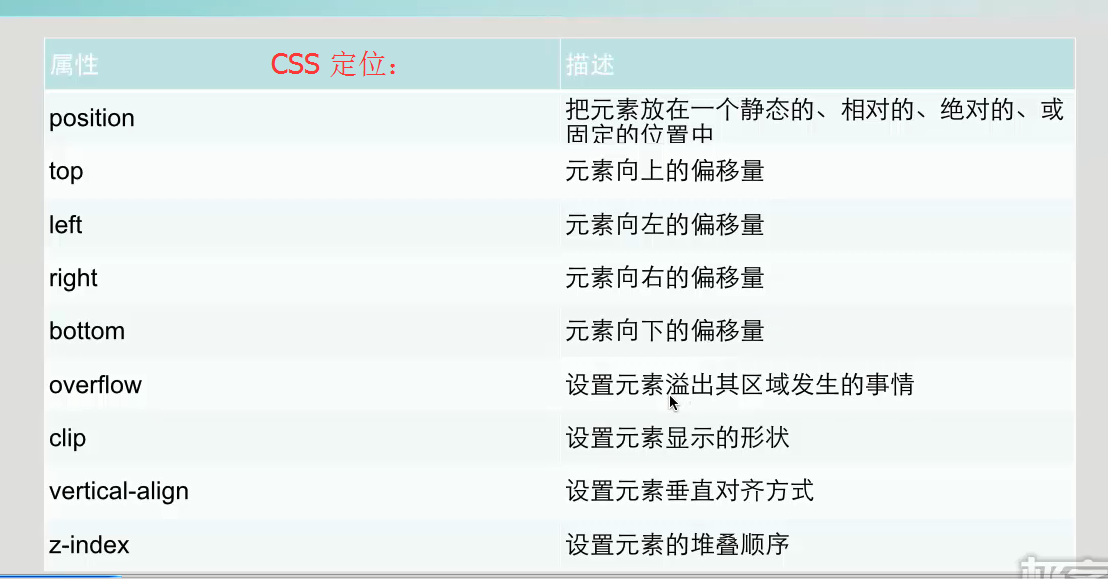 属性 CSS 定位： 描述
position 把元素放在一个静态的、相对的、绝对的、或
固定的位置中
top 元素向上的偏移量
left 元素向左的偏移量
right 元素向右的偏移量
bottom 元素向下的偏移量
overflow 设置元素溢出其区域发生的事情
clip 设置元素显示的形状
vertical-align 设置元素垂直对齐方式
z-index 设置元素的堆叠顺序